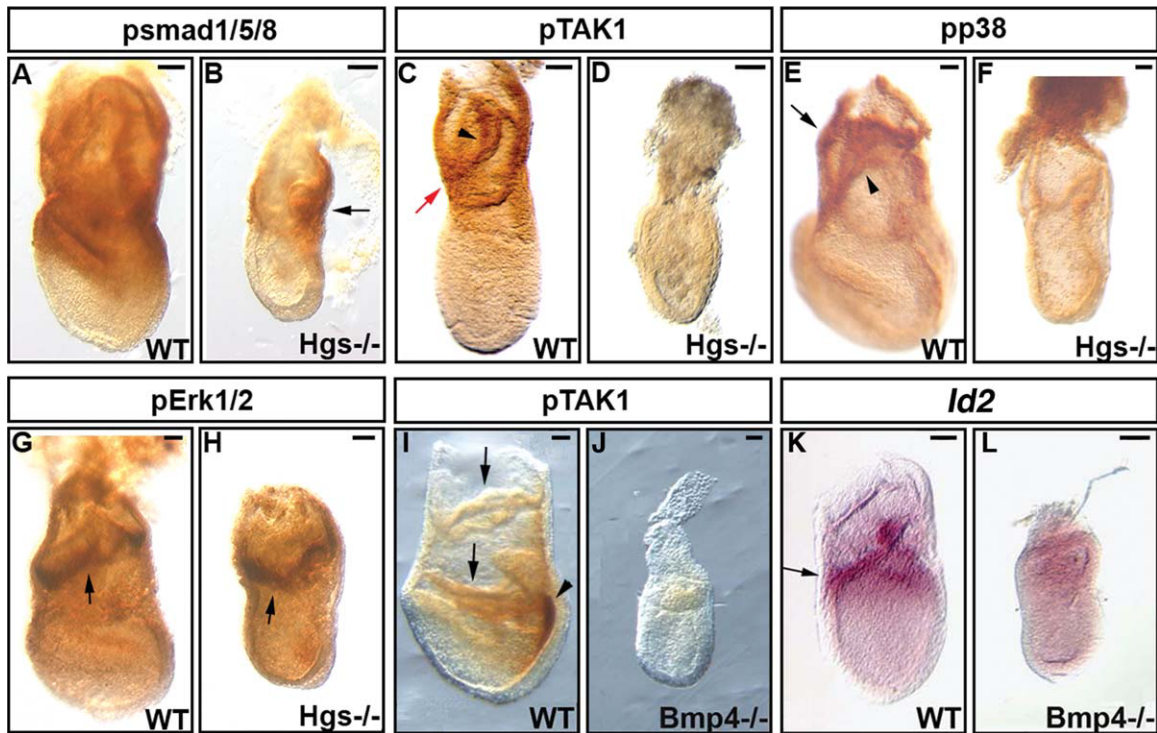 psmad1/5/8 pTAK1 pp38
A B C D E F
WT Hgs-/- WT Hgs-/- WT Hgs-/-
pErk1/2 pTAK1 Id2
G H I J K L
WT Hgs-/- WT Bmp4-/- WT Bmp4-/-